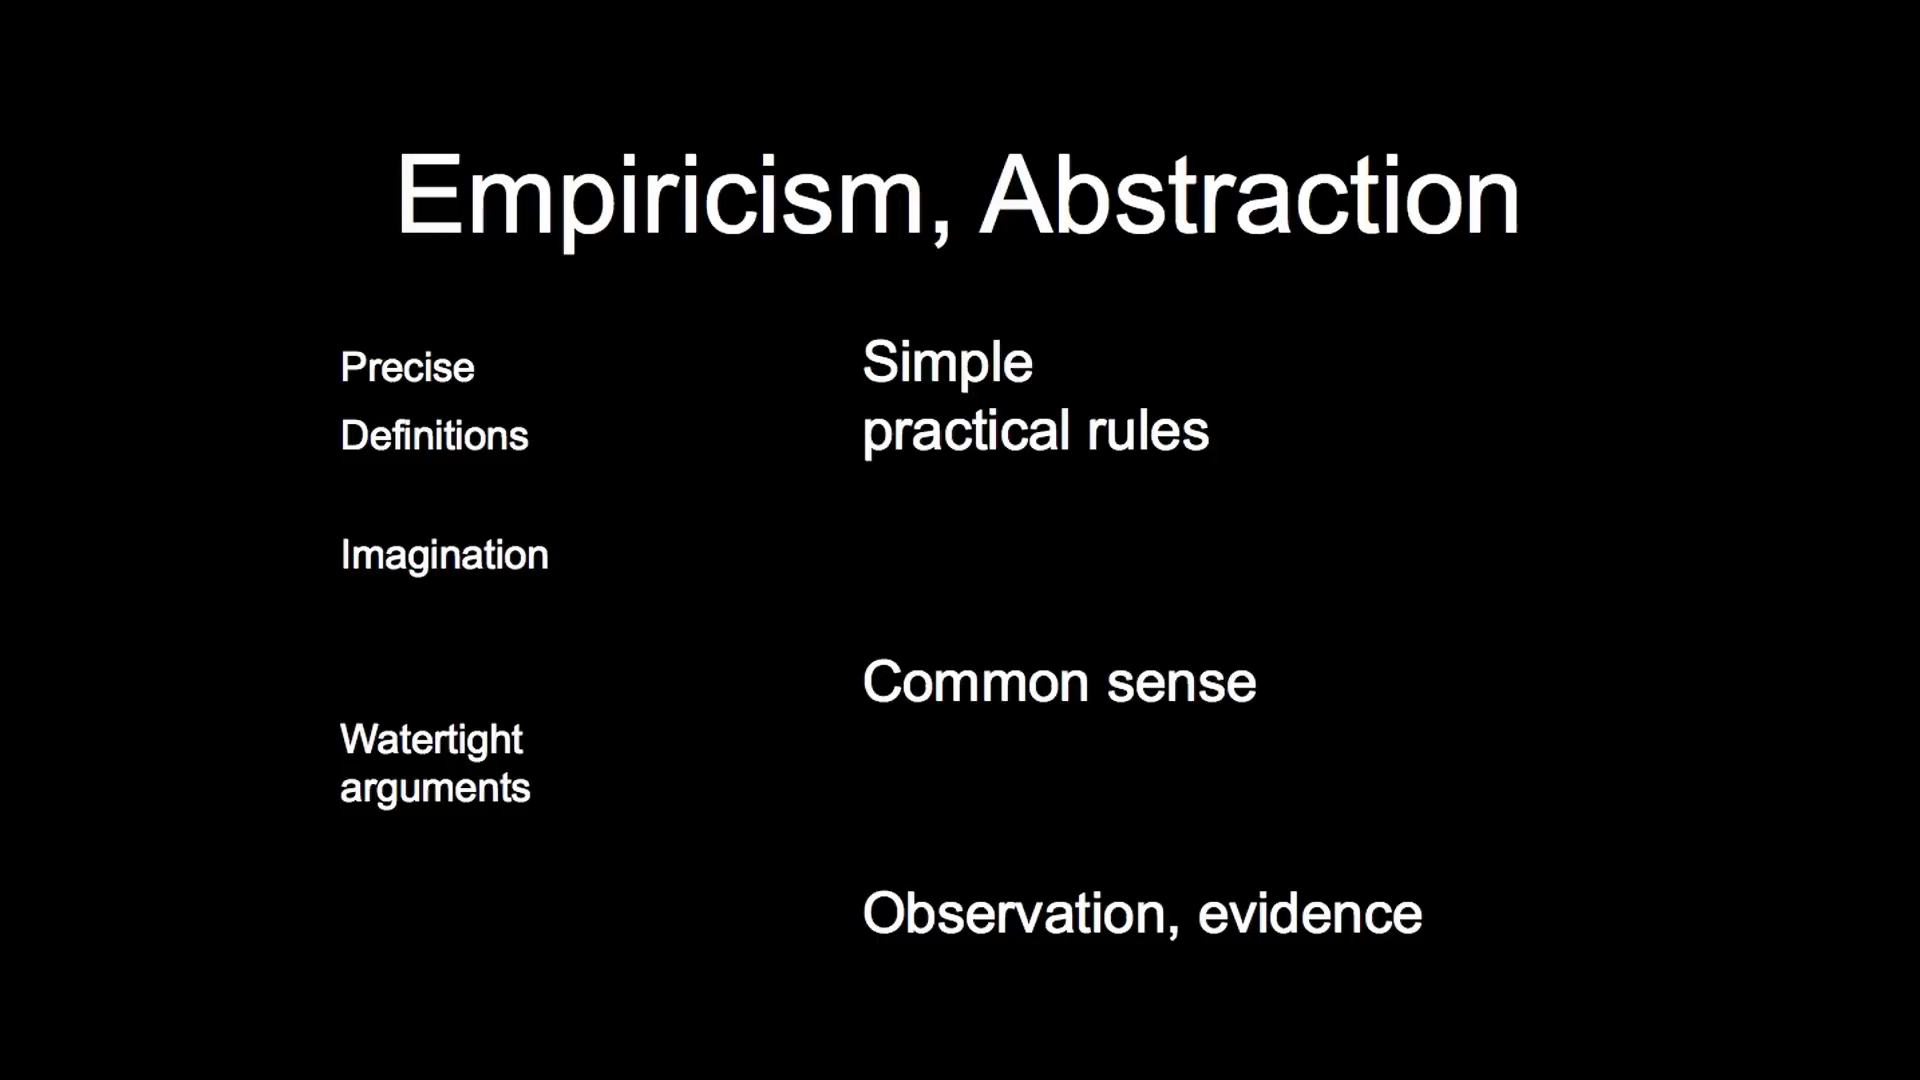 Empiricism, Abstraction
Precise
Definitions
Imagination
Watertight
arguments
Simple
practical rules
Common sense
Observation, evidence